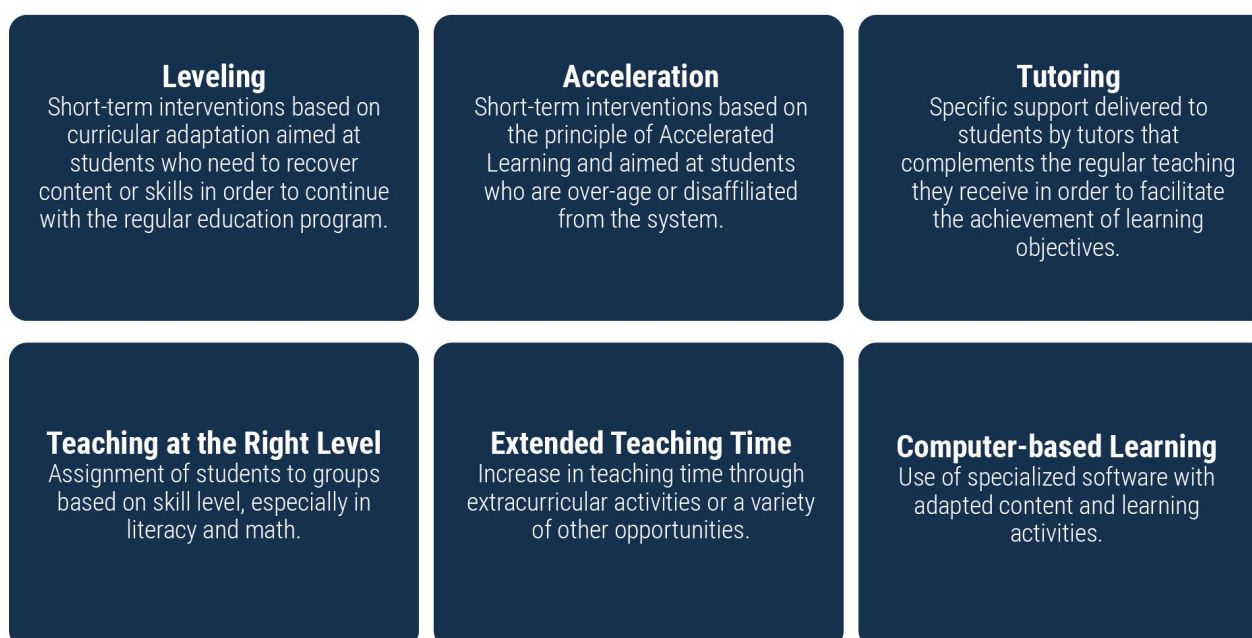 Leveling
Short-term interventions based on
curricular adaptation aimed at
students who need to recover
content or skills in order to continue
with the regular education program.
Acceleration
Short-term interventions based on
the principle of Accelerated
Learning and aimed at students
who are over-age or disaffiliated
from the system.
Tutoring
Specific support delivered to
students by tutors that
complements the regular teaching
they receive in order to facilitate
the achievement of learning
objectives.
Teaching at the Right Level
Assignment of students to groups
based on skill level, especially in
literacy and math.
Extended Teaching Time
Increase in teaching time through
extracurricular activities or a variety
of other opportunities.
Computer-based Learning
Use of specialized software with
adapted content and learning
activities.